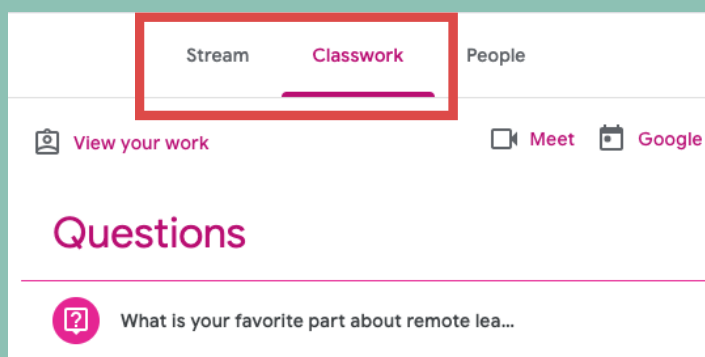 Stream Classwork People
View your work Meet Google
Questions
What is your favorite part about remote lea...